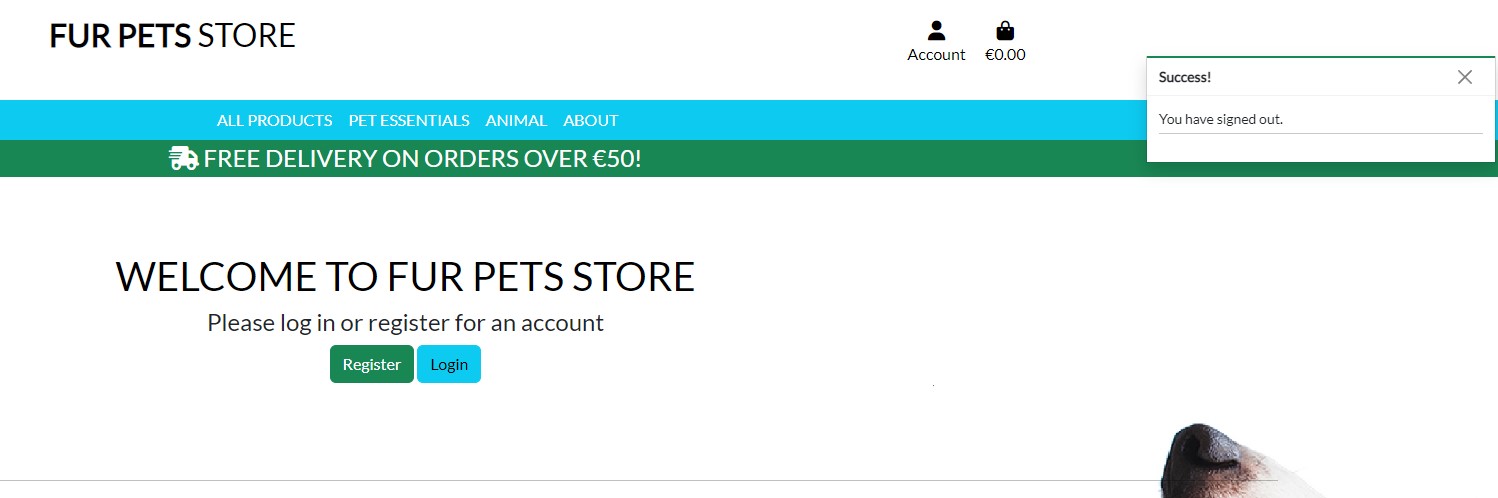 FUR PETS STORE
Account €0.00
Success!
You have signed out.
ALL PRODUCTS PET ESSENTIALS ANIMAL ABOUT
FREE DELIVERY ON ORDERS OVER €50!
WELCOME TO FUR PETS STORE
Please log in or register for an account
Register Login